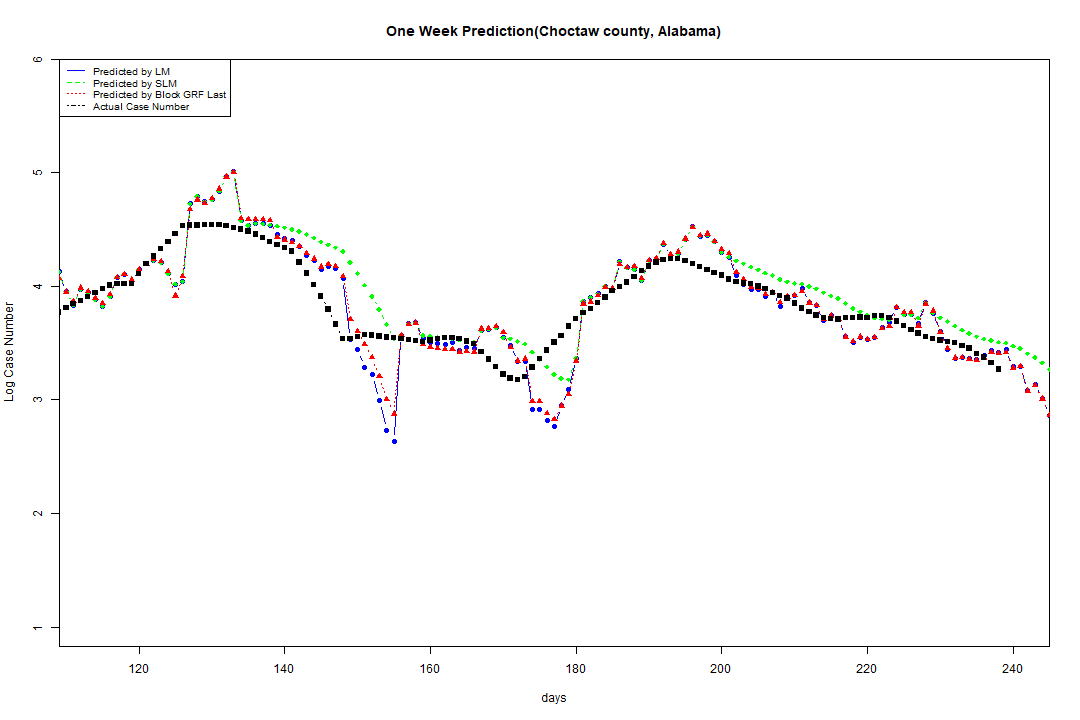 One Week Prediction(Choctaw county, Alabama)
6
Predicted by LM
Predicted by SLM
Predicted by Block GRF Last
Actual Case Number
5
4
3
2
1
Log Case Number
120 140 160 180 200 220 240
days